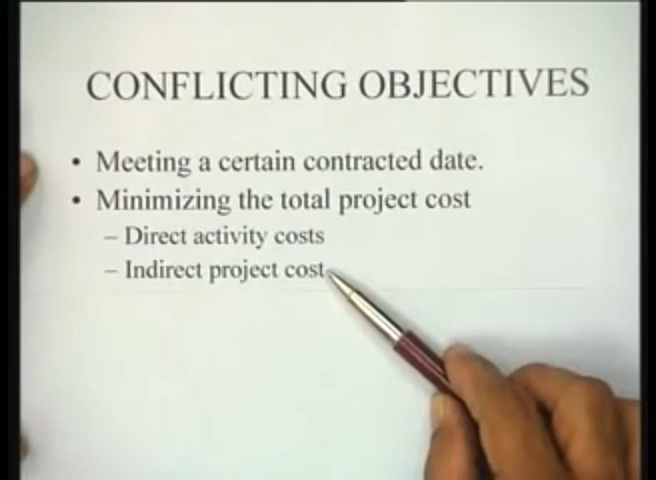 CONFLICTING OBJECTIVES
• Meeting a certain contracted date.
• Minimizing the total project cost
– Direct activity costs
– Indirect project cost